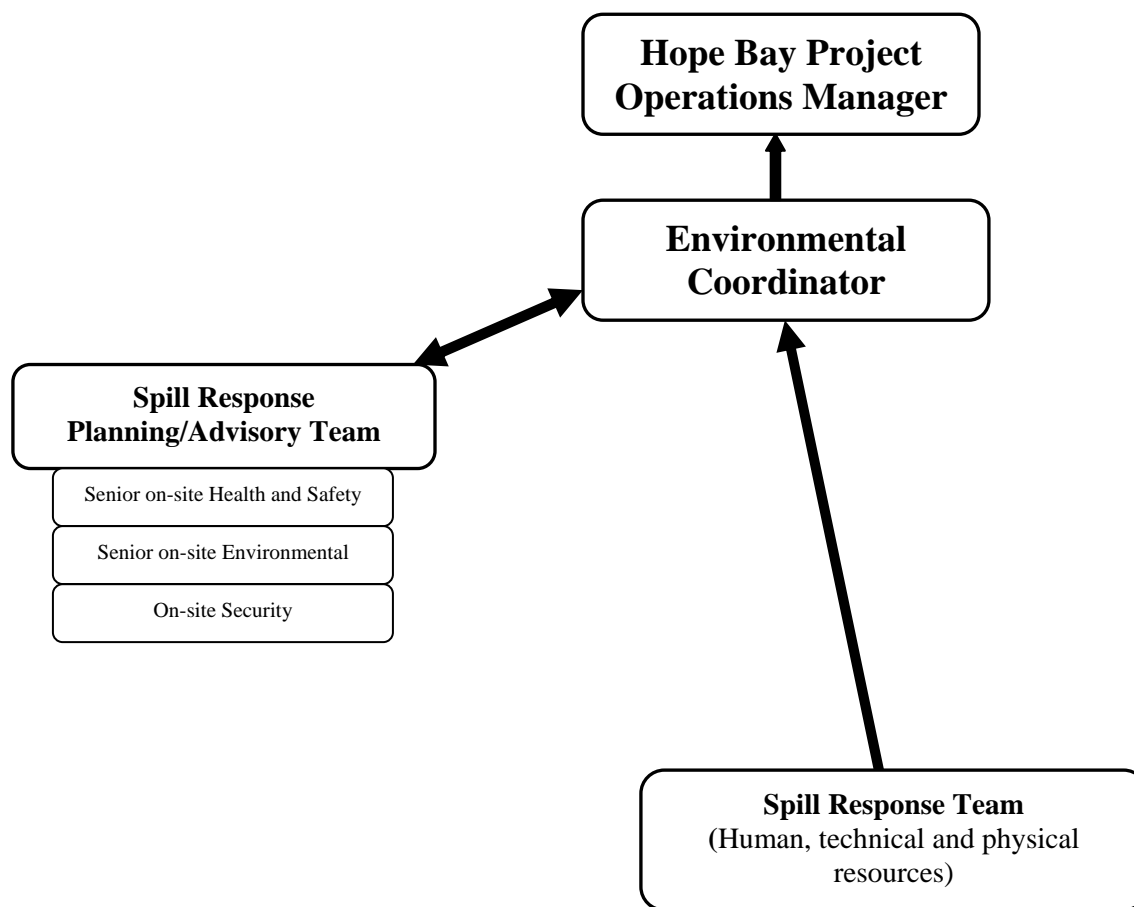 Hope Bay Project
Operations Manager
Environmental
Coordinator
Spill Response
Planning/Advisory Team
Senior on-site Health and Safety
Senior on-site Environmental
On-site Security
Spill Response Team
(Human, technical and physical
resources)